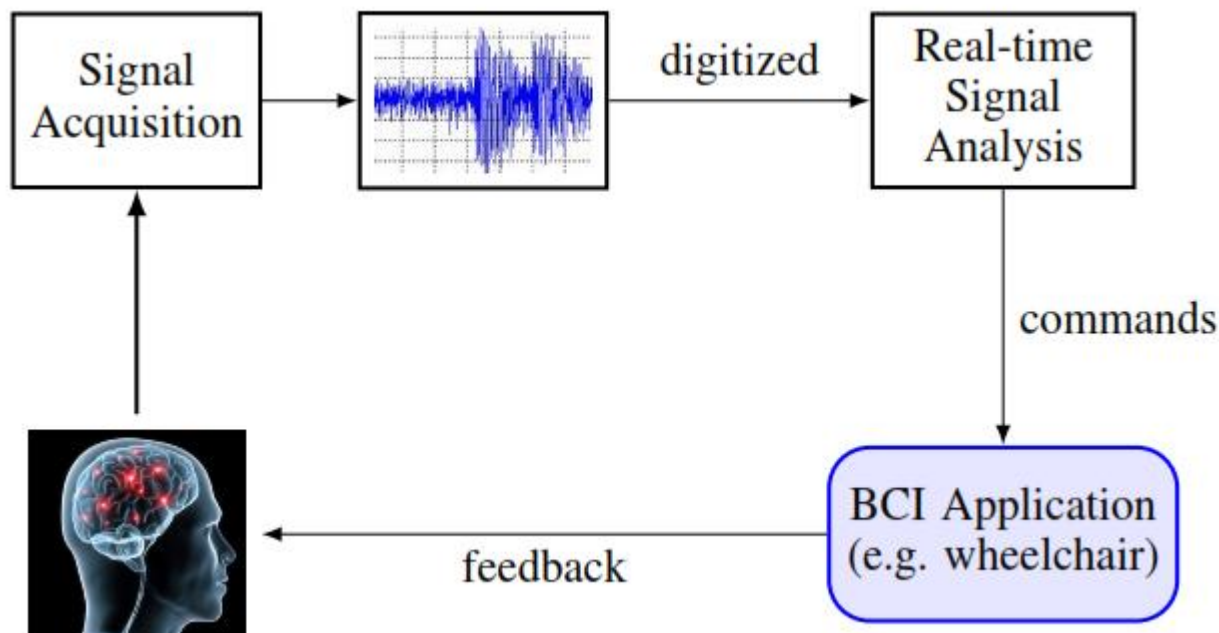 Signal
Acquisition
digitized
Real-time
Signal
Analysis
commands
BCI Application
(e.g. wheelchair)
feedback